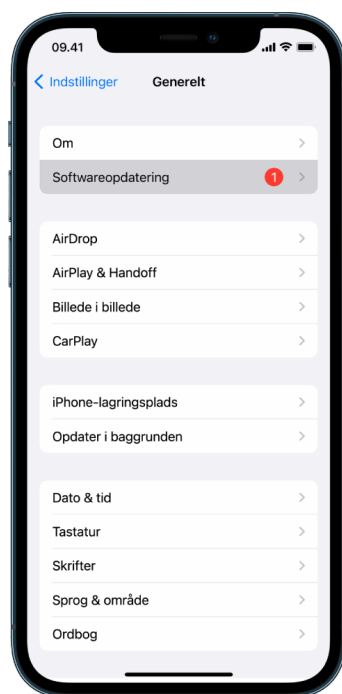 09.41
Indstillinger
Generelt
Om
Softwareopdatering
1
AirDrop
AirPlay & Handoff
Billede i billede
CarPlay
iPhone-lagringsplads
Opdater i baggrunden
Dato & tid
Tastatur
Skrifter
Sprog & område
Ordbog